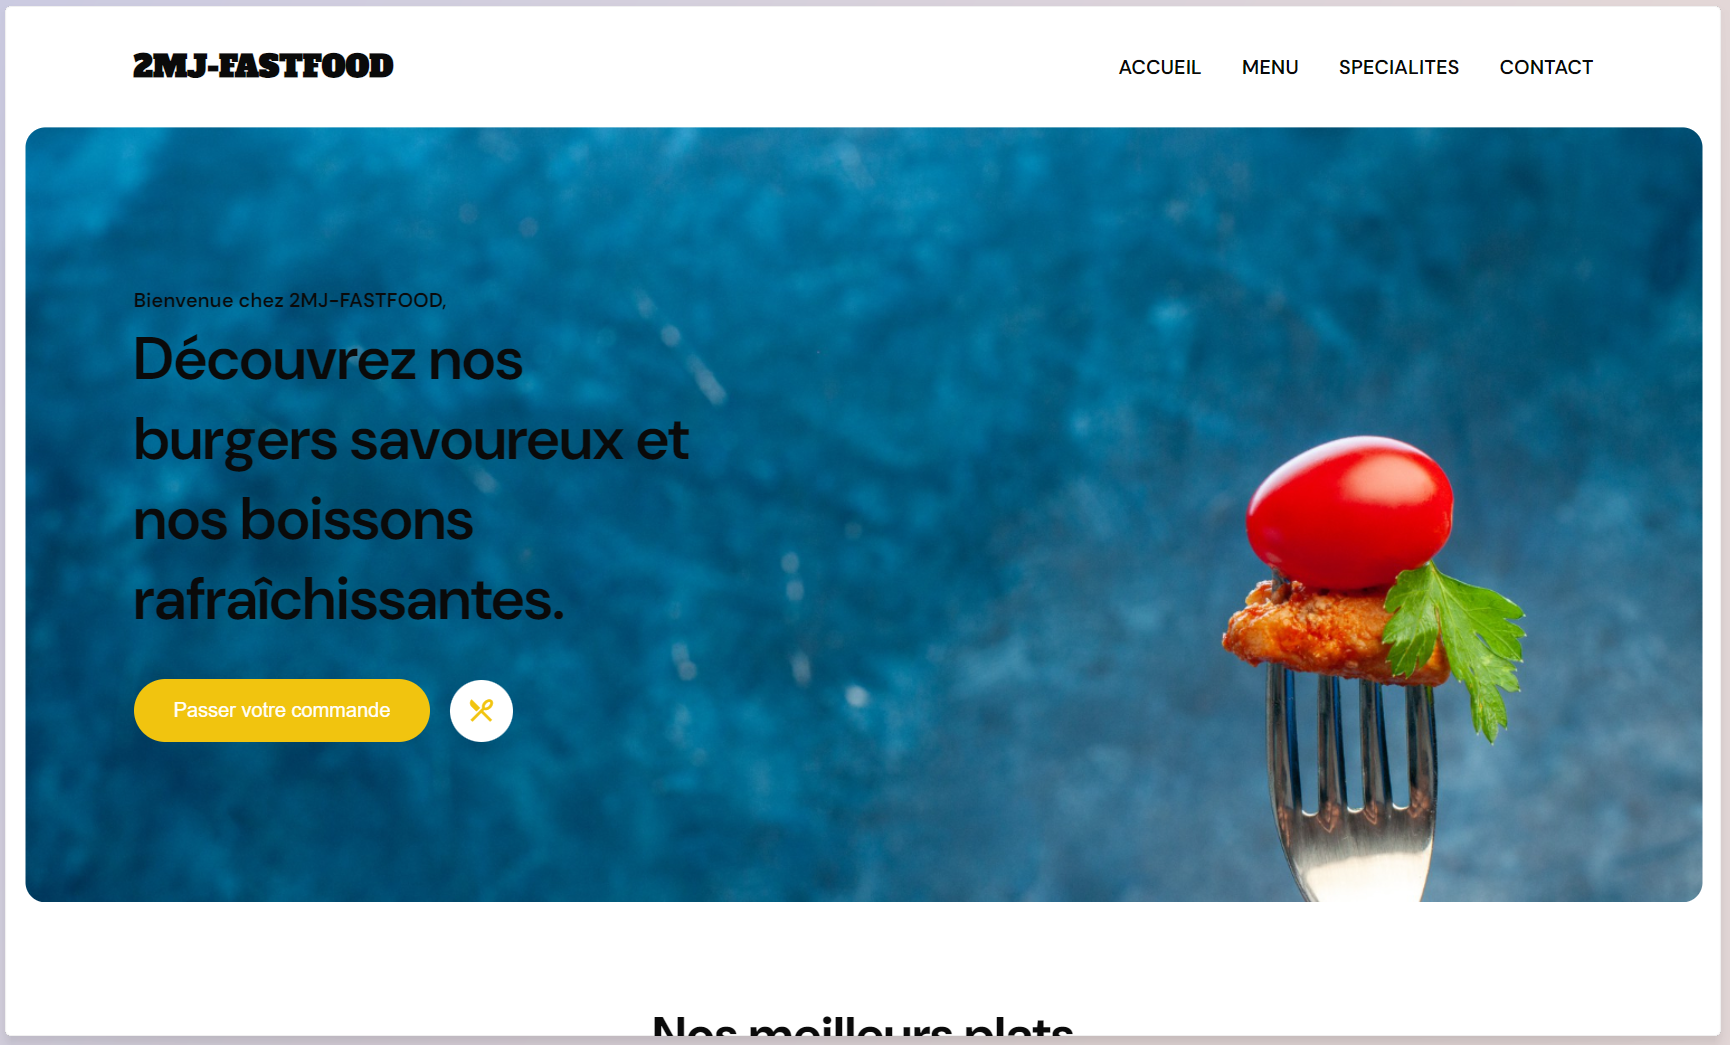 2MJ-FASTFOOD
ACCUEIL MENU SPECIALITES CONTACT
Bienvenue chez 2MJ-FASTFOOD,
Découvrez nos
burgers savoureux et
nos boissons
rafraîchissantes.
Passer votre commande
Nos meilleurs plats